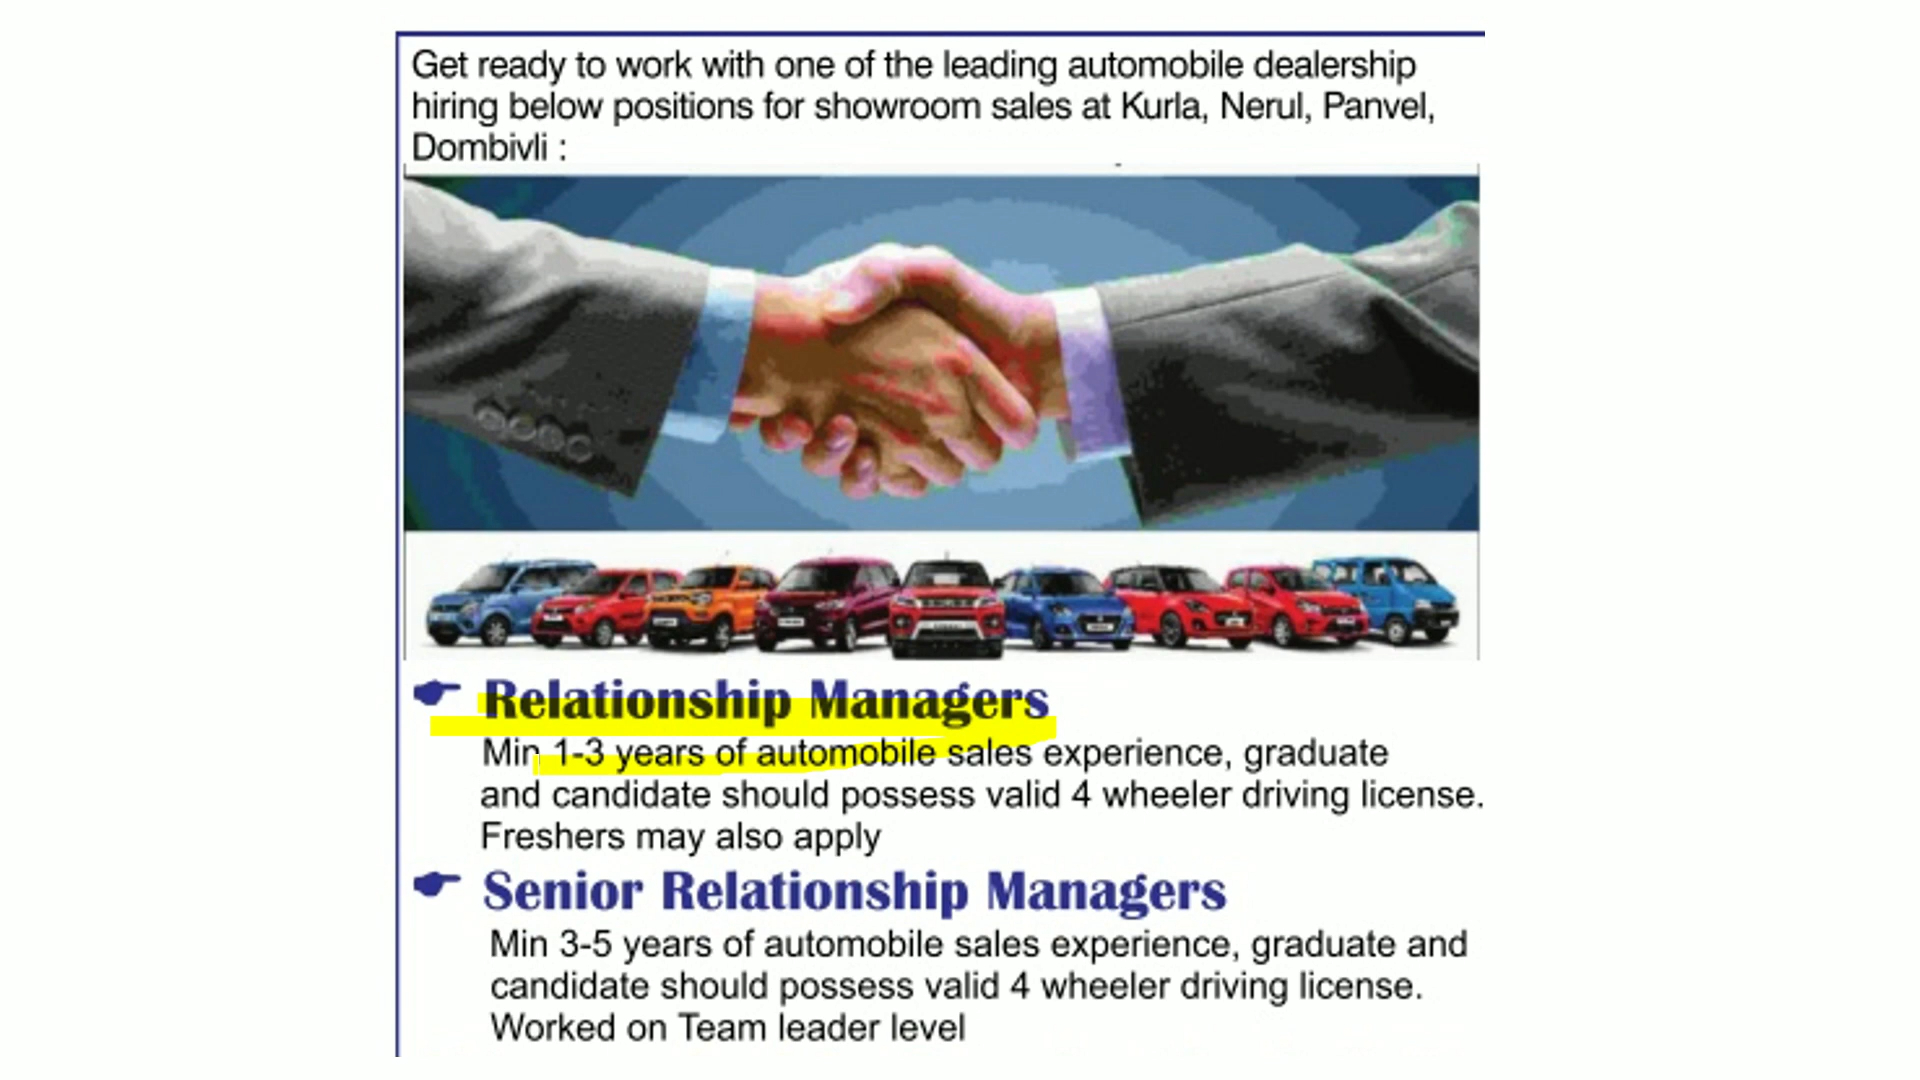 Get ready to work with one of the leading automobile dealership
hiring below positions for showroom sales at Kurla, Nerul, Panvel,
Dombivli :
Relationship Managers
Min 1-3 years of automobile sales experience, graduate
and candidate should possess valid 4 wheeler driving license.
Freshers may also apply
Senior Relationship Managers
Min 3-5 years of automobile sales experience, graduate and
candidate should possess valid 4 wheeler driving license.
Worked on Team leader level